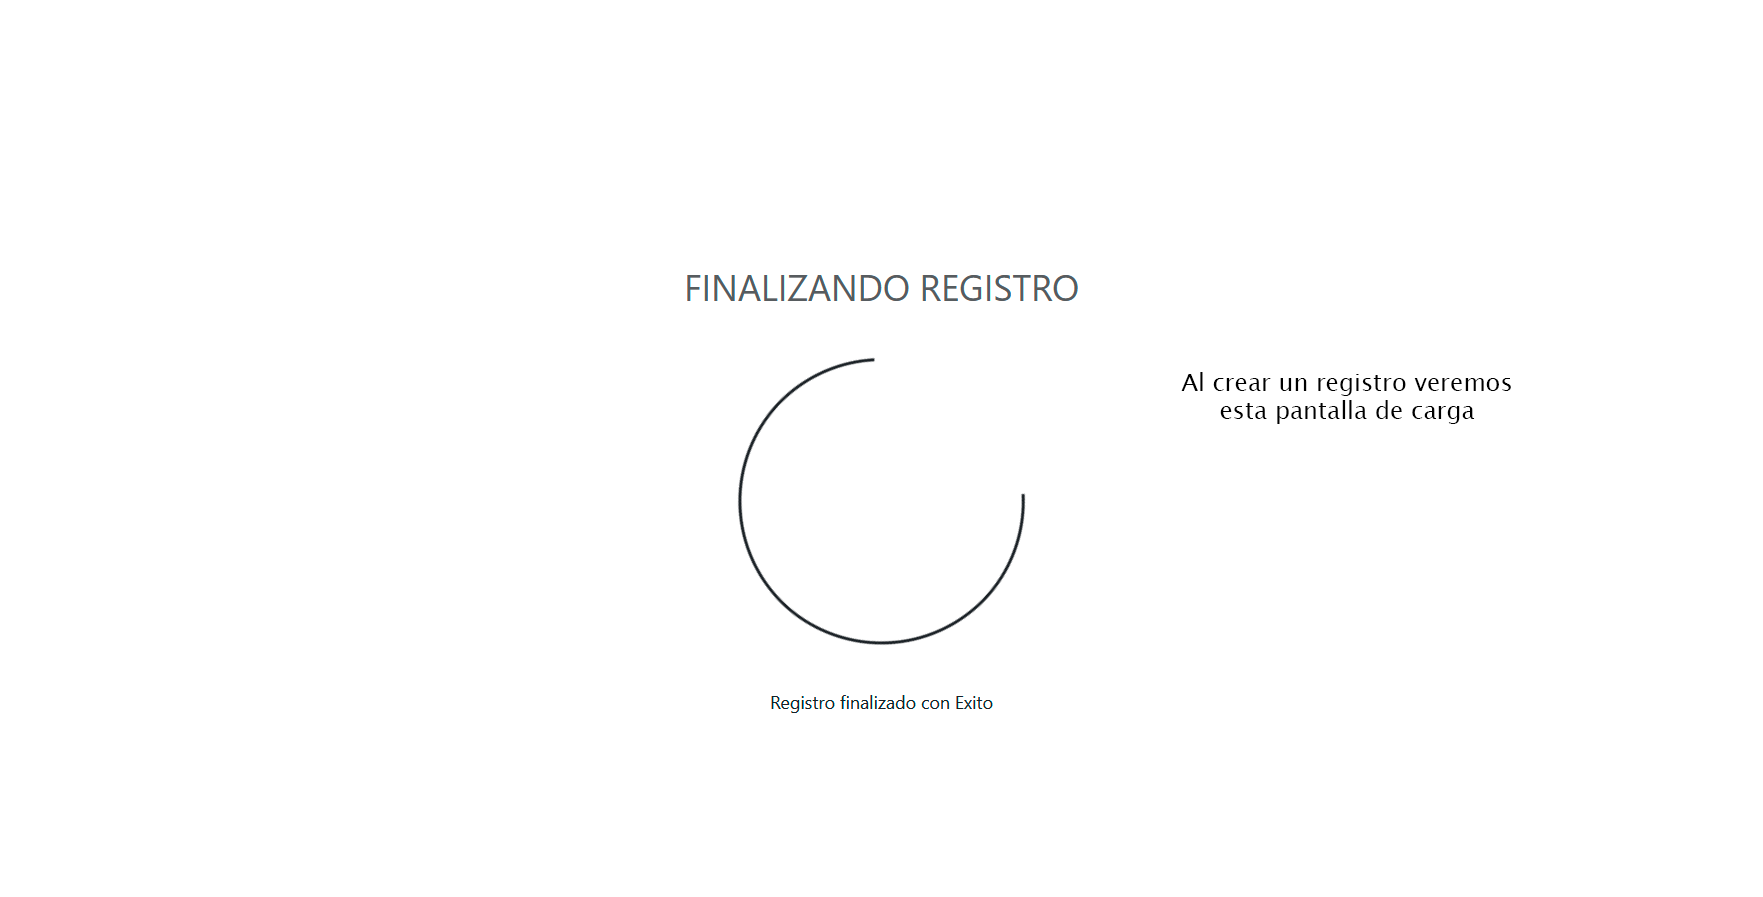 FINALIZANDO REGISTRO
Al crear un registro veremos
esta pantalla de carga
Registro finalizado con Exito